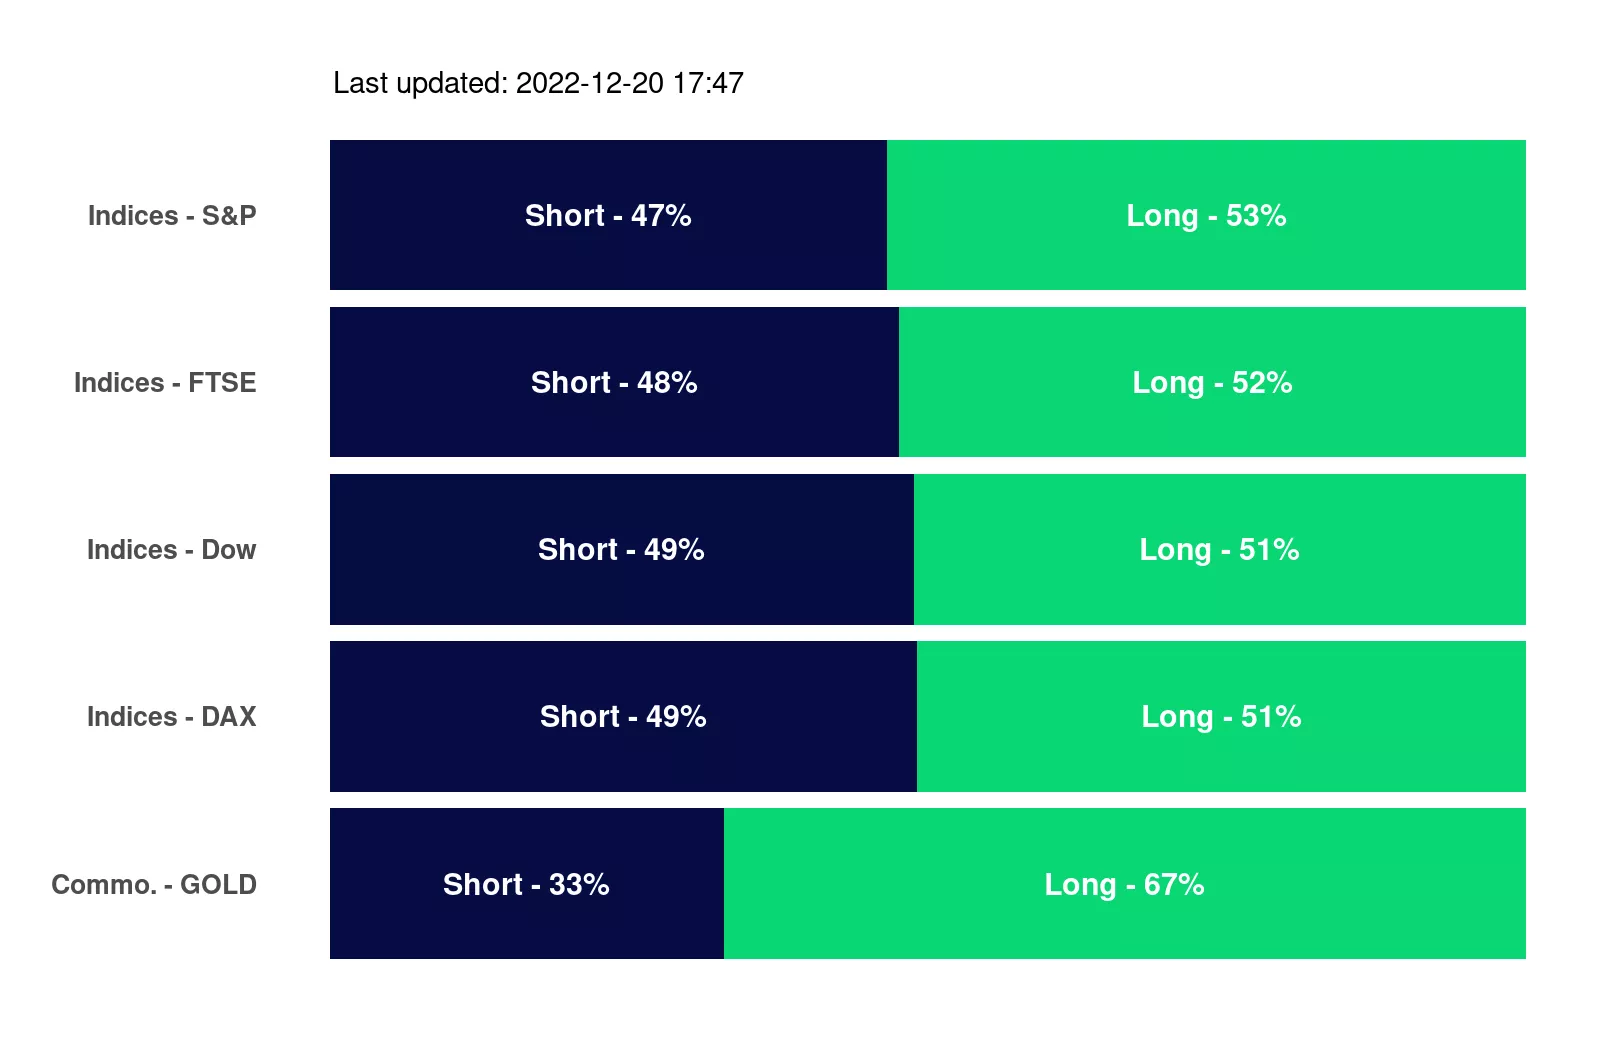 Last updated: 2022-12-20 17:47
Indices - S&P Short - 47% Long - 53%
Indices - FTSE Short - 48% Long - 52%
Indices - Dow Short - 49% Long - 51%
Indices - DAX Short - 49% Long - 51%
Commo. - GOLD Short - 33% Long - 67%